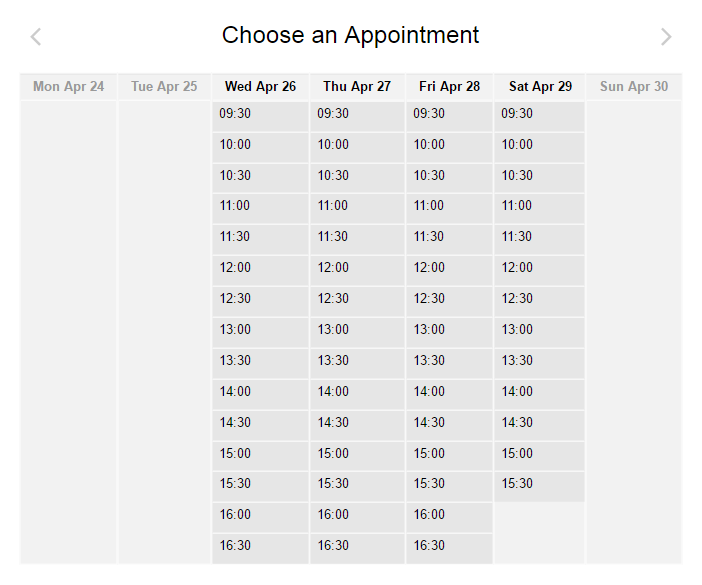 Choose an Appointment
Mon Apr 24 Tue Apr 25 Wed Apr 26 Thu Apr 27 Fri Apr 28 Sat Apr 29 Sun Apr 30
09:30 09:30 09:30 09:30
10:00 10:00 10:00 10:00
10:30 10:30 10:30 10:30
11:00 11:00 11:00 11:00
11:30 11:30 11:30 11:30
12:00 12:00 12:00 12:00
12:30 12:30 12:30 12:30
13:00 13:00 13:00 13:00
13:30 13:30 13:30 13:30
14:00 14:00 14:00 14:00
14:30 14:30 14:30 14:30
15:00 15:00 15:00 15:00
15:30 15:30 15:30 15:30
16:00 16:00 16:00
16:30 16:30 16:30